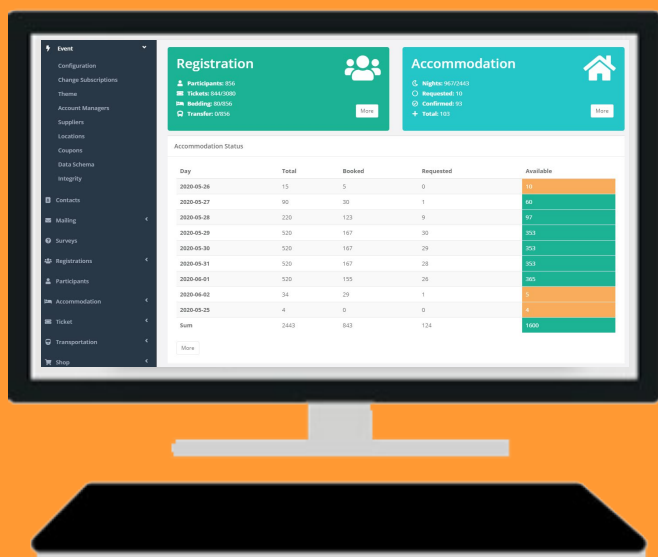 Event
Configuration
Change Subscriptions
Theme
Account Managers
Suppliers
Locations
Coupons
Data Schema
Integrity
Contacts
Mailing
Surveys
Registrations
Participants
Accommodation
Ticket
Transportation
Shop
Registration
Participants: 856
Tickets: 844/3080
Bedding: 80/856
Transfer: 0/856
More
Accommodation
Nights: 967/2443
Requested: 10
Confirmed: 93
Total: 103
More
Accommodation Status
Day Total Booked Requested Available
2020-05-26 15 5 0 10
2020-05-27 90 30 1 60
2020-05-28 220 123 9 97
2020-05-29 520 167 30 353
2020-05-30 520 167 29 353
2020-05-31 520 167 28 353
2020-06-01 520 155 26 365
2020-06-02 34 29 1 5
2020-05-25 4 0 0 4
Sum 2443 843 124 1600
More